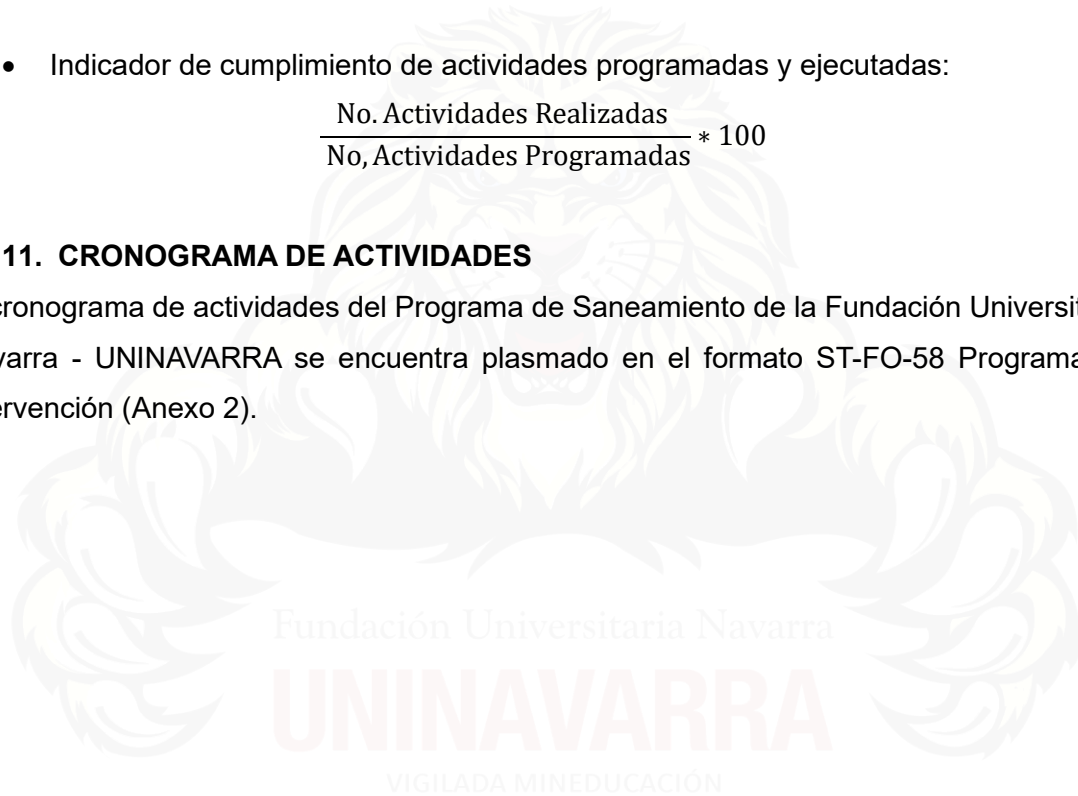 • Indicador de cumplimiento de actividades programadas y ejecutadas:
No. Actividades Realizadas
No, Actividades Programadas
∗ 100
11. CRONOGRAMA DE ACTIVIDADES
cronograma de actividades del Programa de Saneamiento de la Fundación Universit
varra - UNINAVARRA se encuentra plasmado en el formato ST-FO-58 Programa
ervención (Anexo 2).
Fundación Universitaria Navarra
UNINAVARRA
VIGILADA MINEDUCACIÓN